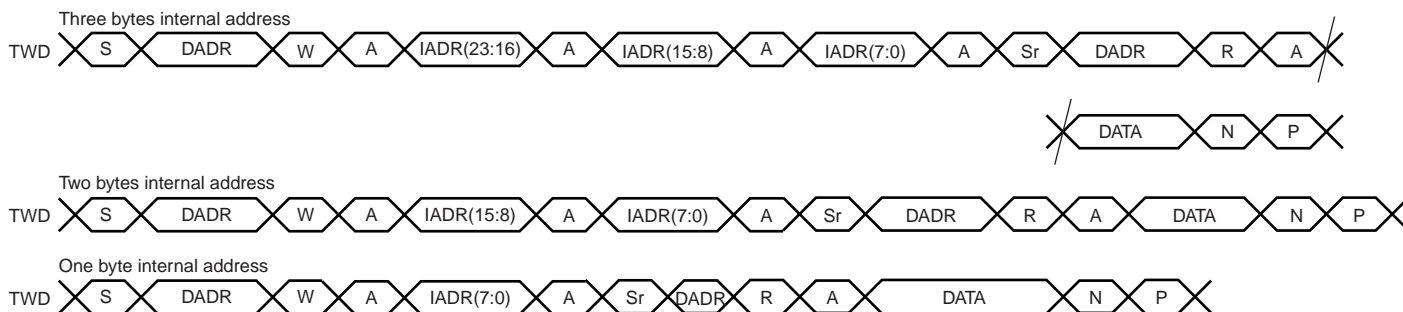 Three bytes internal address
TWD S DADR W A IADR(23:16) A IADR(15:8) A IADR(7:0) A Sr DADR R A
DATA N P
Two bytes internal address
TWD S DADR W A IADR(15:8) A IADR(7:0) A Sr DADR R A DATA N P
One byte internal address
TWD S DADR W A IADR(7:0) A Sr DADR R A DATA N P